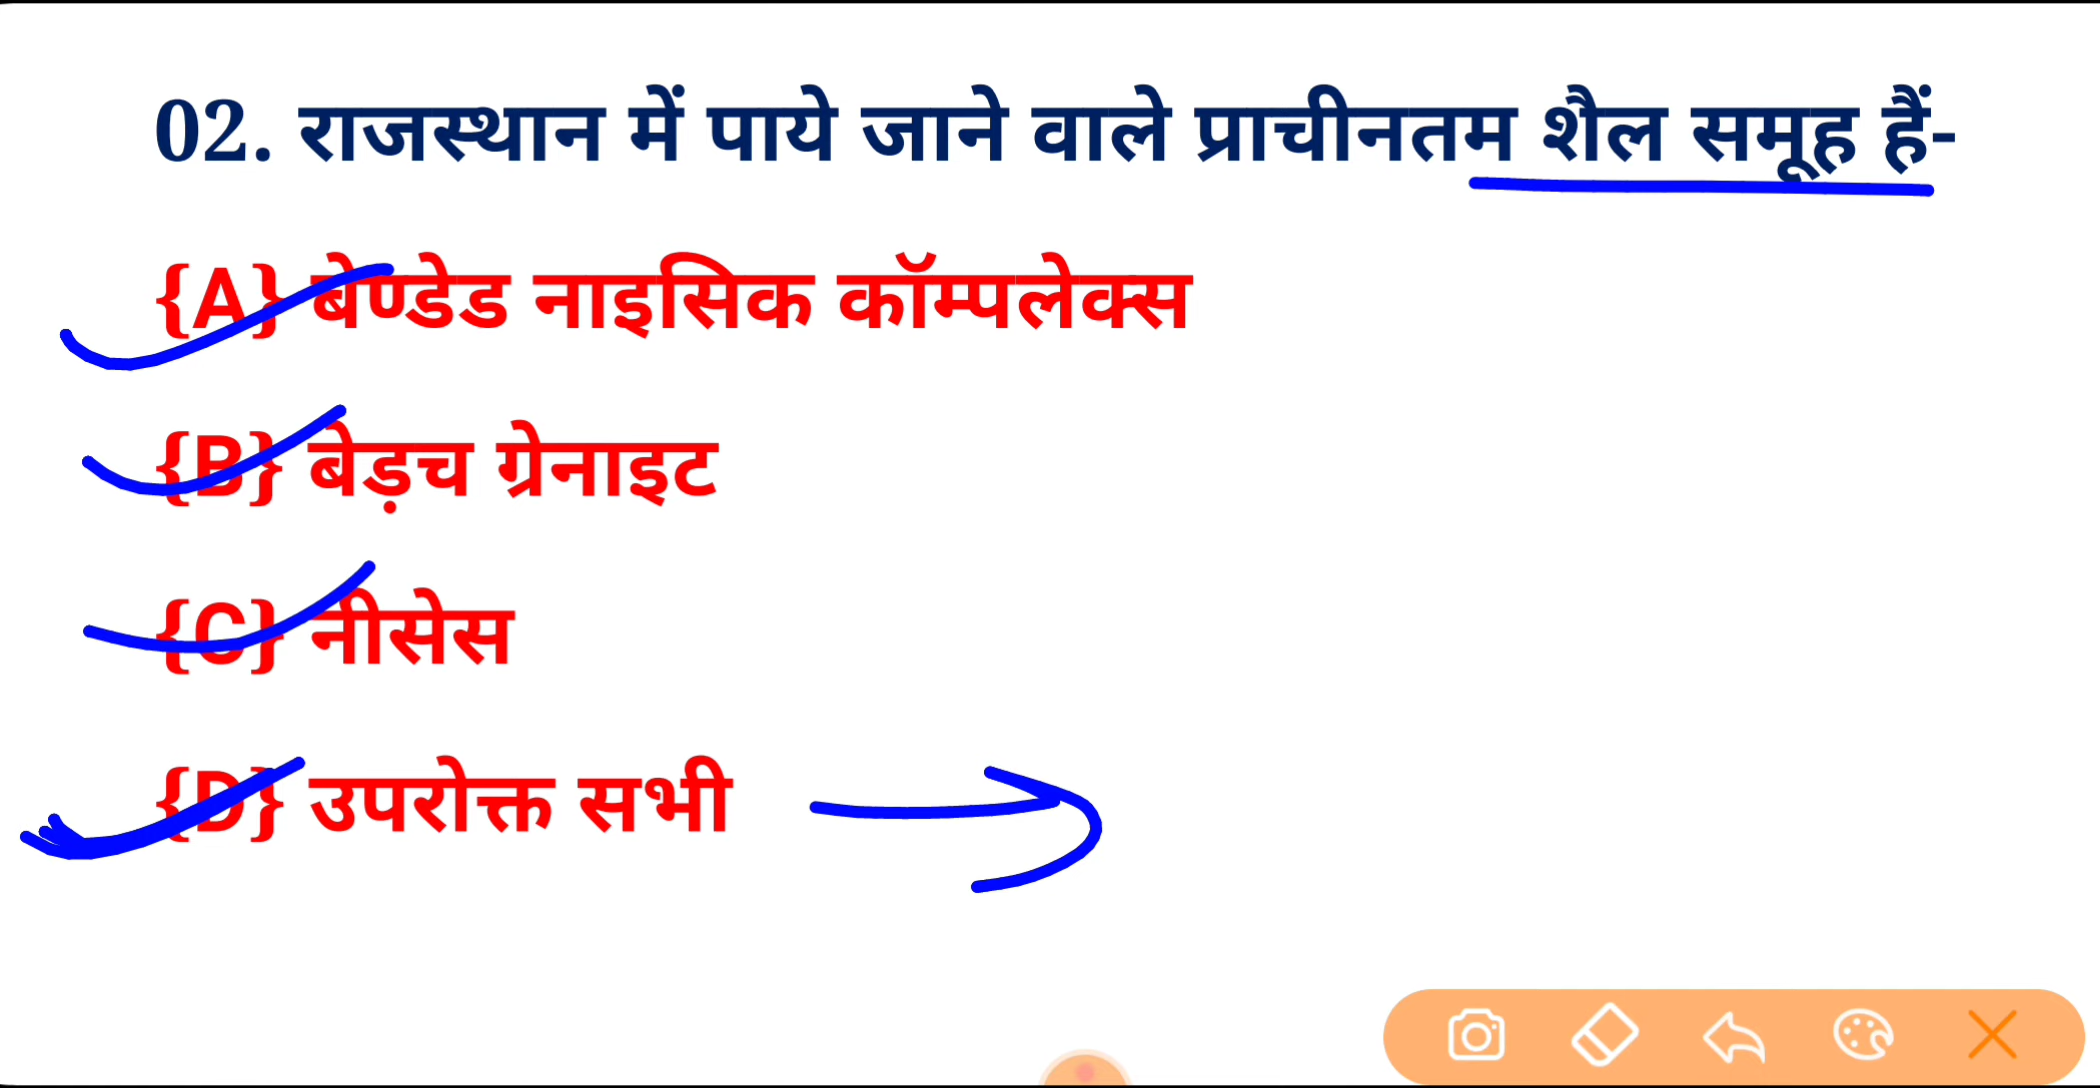 02. राजस्थान में पाये जाने वाले प्राचीनतम शैल समूह हैं-
{A} बेण्डेड नाइसिक कॉम्पलेक्स
{B} बेड़च ग्रेनाइट
{C} नीसेस
{D} उपरोक्त सभी